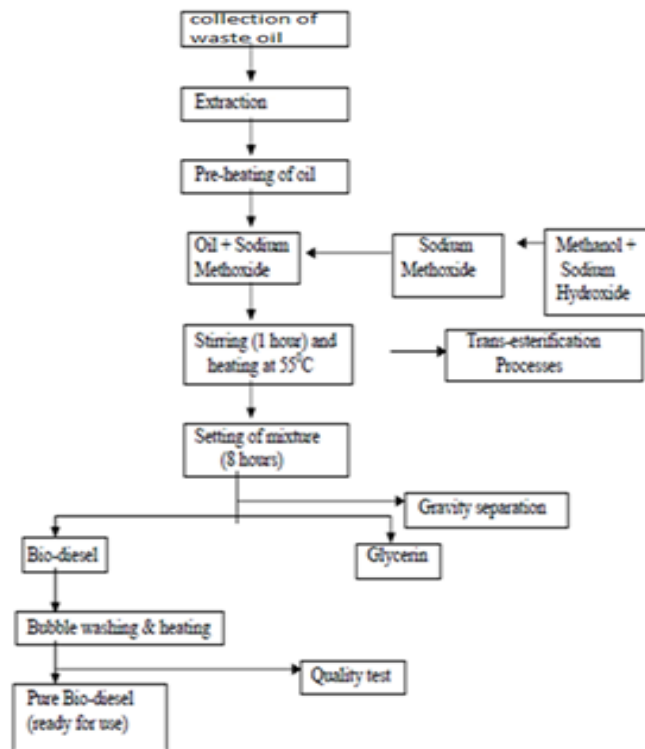 collection of
waste oil
Extraction
Pre-heating of oil
Oil + Sodium
Methoxide
Sodium
Methoxide
Methanol +
Sodium
Hydroxide
Stirring (1 hour) and
heating at 55⁰C
Trans-esterification
Processes
Setting of mixture
(8 hours)
Gravity separation
Bio-diesel
Glycerin
Bubble washing & heating
Quality test
Pure Bio-diesel
(ready for use)